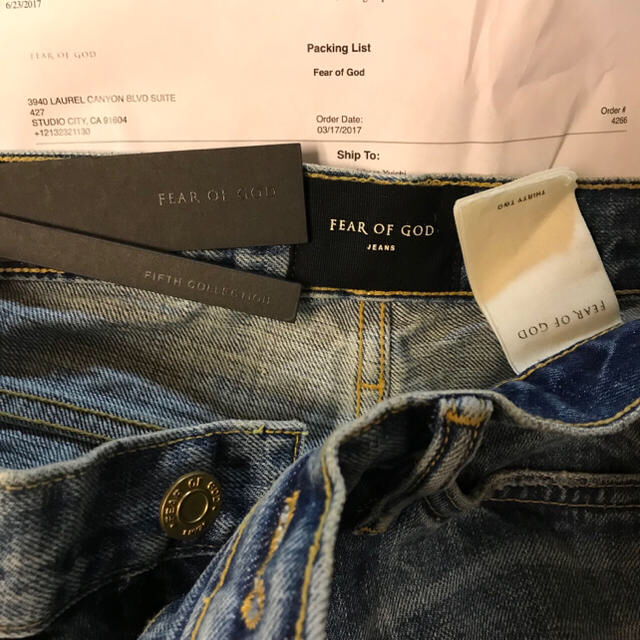 6/23/2017
FEAR OF GOD
Packing List
Fear of God
3940 LAUREL CANYON BLVD SUITE
427
STUDIO CITY, CA 91604
+12132321130
Order Date:
03/17/2017
Order #
4266
Ship To:
FEAR OF GOD
FIFTH COLLECTION
FEAR OF GOD
JEANS
THIRTY TWO
FEAR OF GOD
FEAR OF GOD